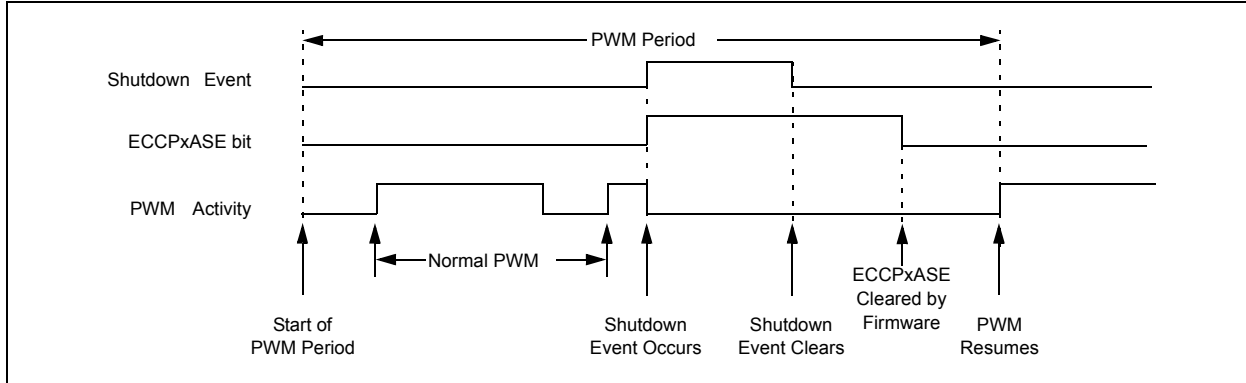 PWM Period
Shutdown Event
ECCPxASE bit
PWM Activity
Normal PWM
Start of
PWM Period
Shutdown
Event Occurs
Shutdown
Event Clears
ECCPxASE
Cleared by
Firmware
PWM
Resumes